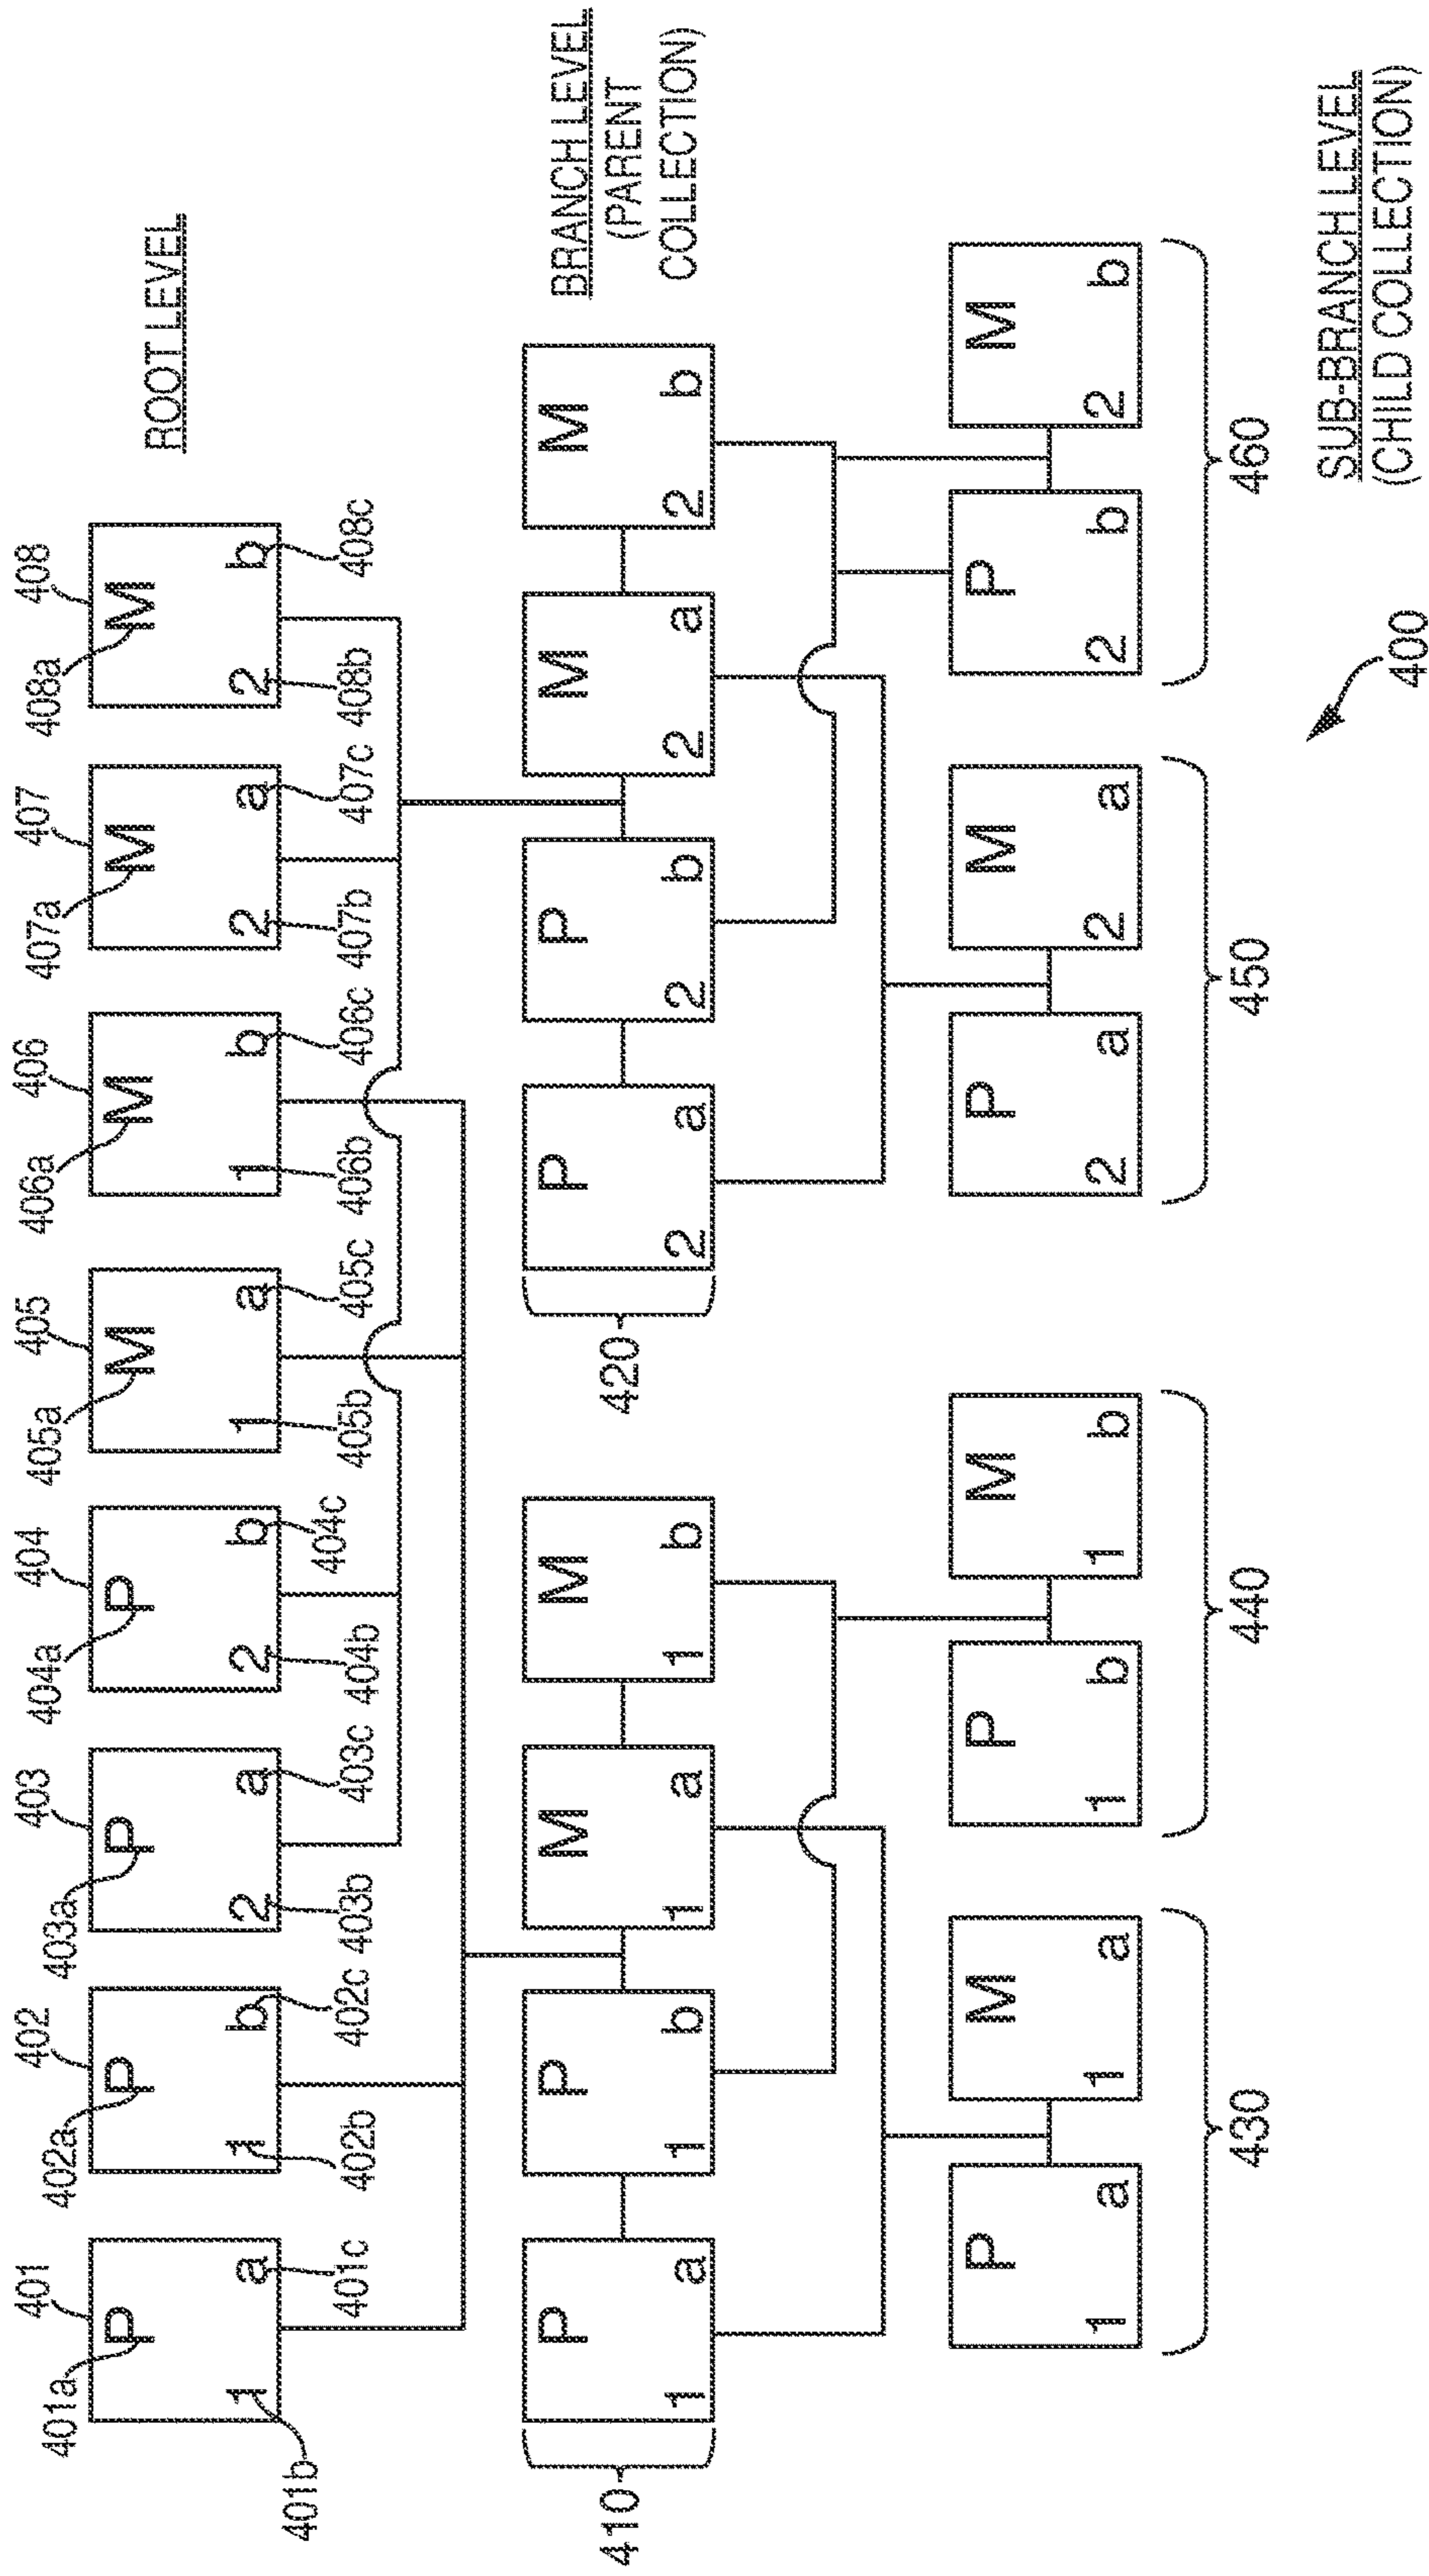 401 402 403 404 405 406 407 408
401a 402a 403a 404a 405a 406a 407a 408a
P P P P M M M M
ROOT LEVEL
1 a 1 b 2 a 2 b 1 a 1 b 2 a 2 b
401b 401c 402b 402c 403b 403c 404b 404c 405b 405c 406b 406c 407b 407c 408b 408c
BRANCH LEVEL
(PARENT
COLLECTION)
P P M M P P M M
410 420
1 a 1 b 1 a 1 b 2 a 2 b 2 a 2 b
P M P M P M P M
1 a 1 a 1 b 1 b 2 a 2 a 2 b 2 b
430 440 450 460
SUB-BRANCH LEVEL
(CHILD COLLECTION)
400